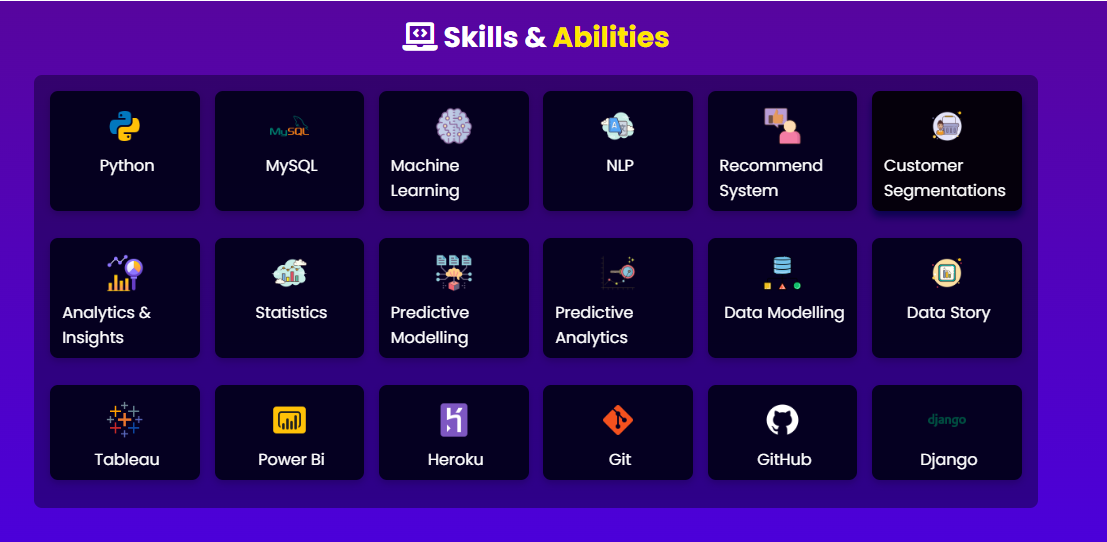 Skills & Abilities
Python
MySQL
MySQL
Machine
Learning
NLP
Recommend
System
Customer
Segmentations
Analytics &
Insights
Statistics
Predictive
Modelling
Predictive
Analytics
Data Modelling
Data Story
Tableau
Power Bi
Heroku
Git
GitHub
django
Django